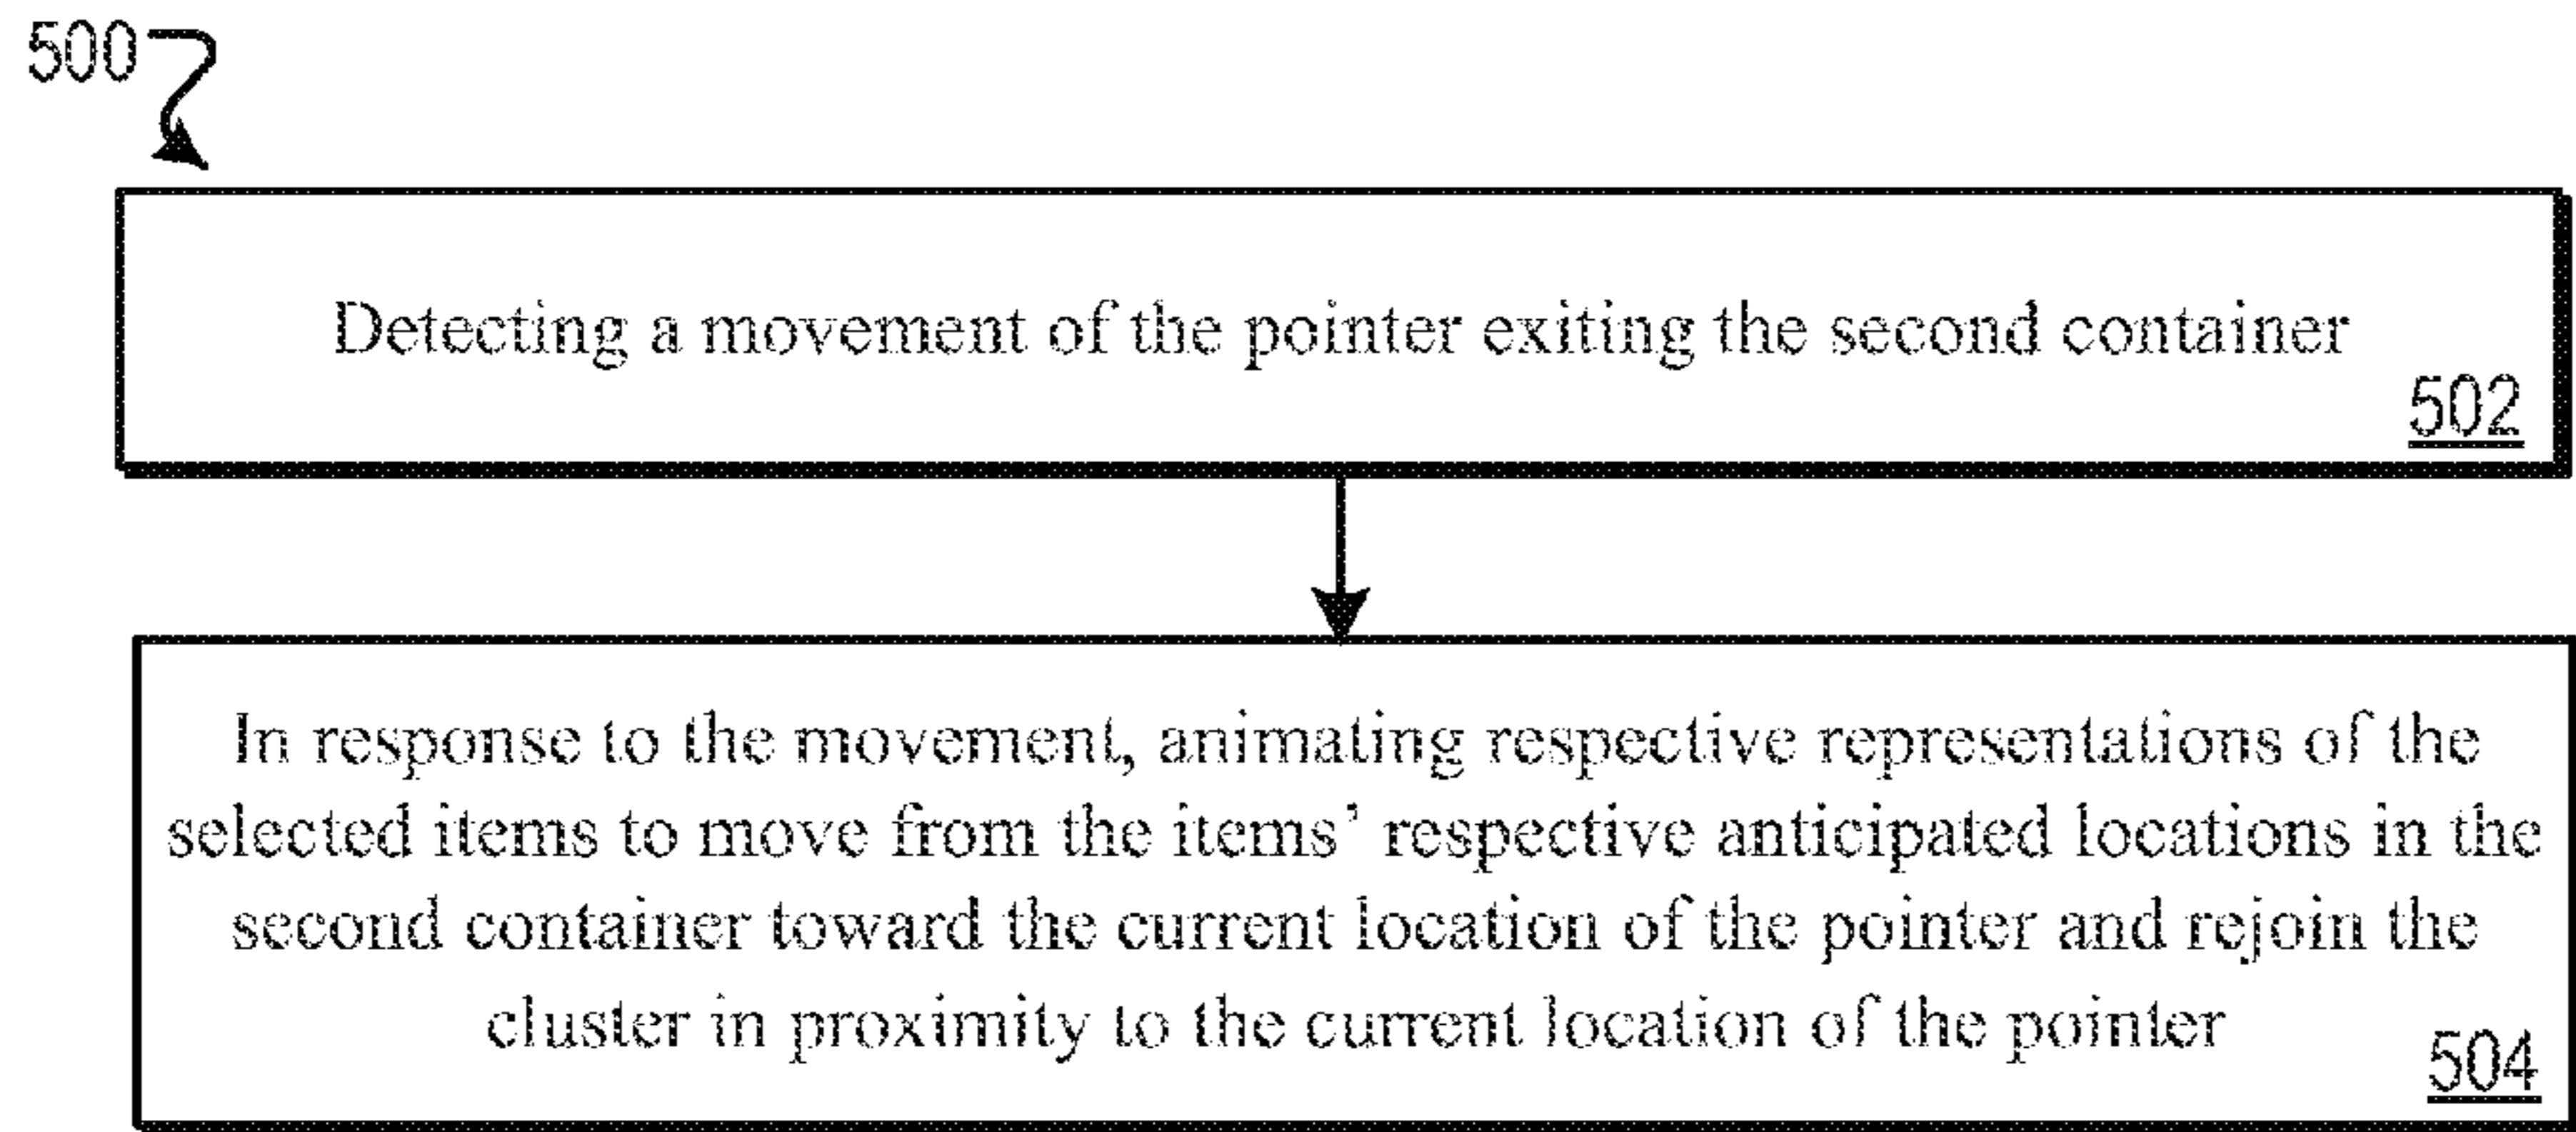 500
Detecting a movement of the pointer exiting the second container
502
In response to the movement, animating respective representations of the
selected items to move from the items’ respective anticipated locations in the
second container toward the current location of the pointer and rejoin the
cluster in proximity to the current location of the pointer
504